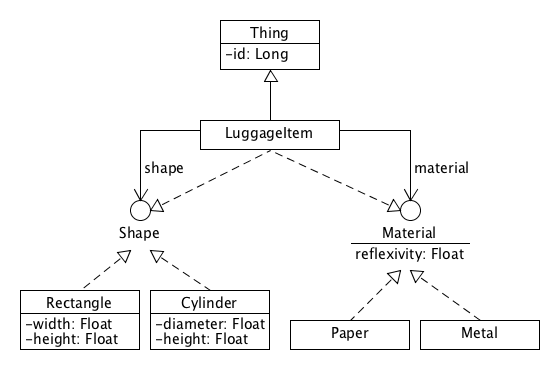 Thing
-id: Long
LuggageItem
shape
material
Shape
Material
reflexivity: Float
Rectangle
-width: Float
-height: Float
Cylinder
-diameter: Float
-height: Float
Paper
Metal